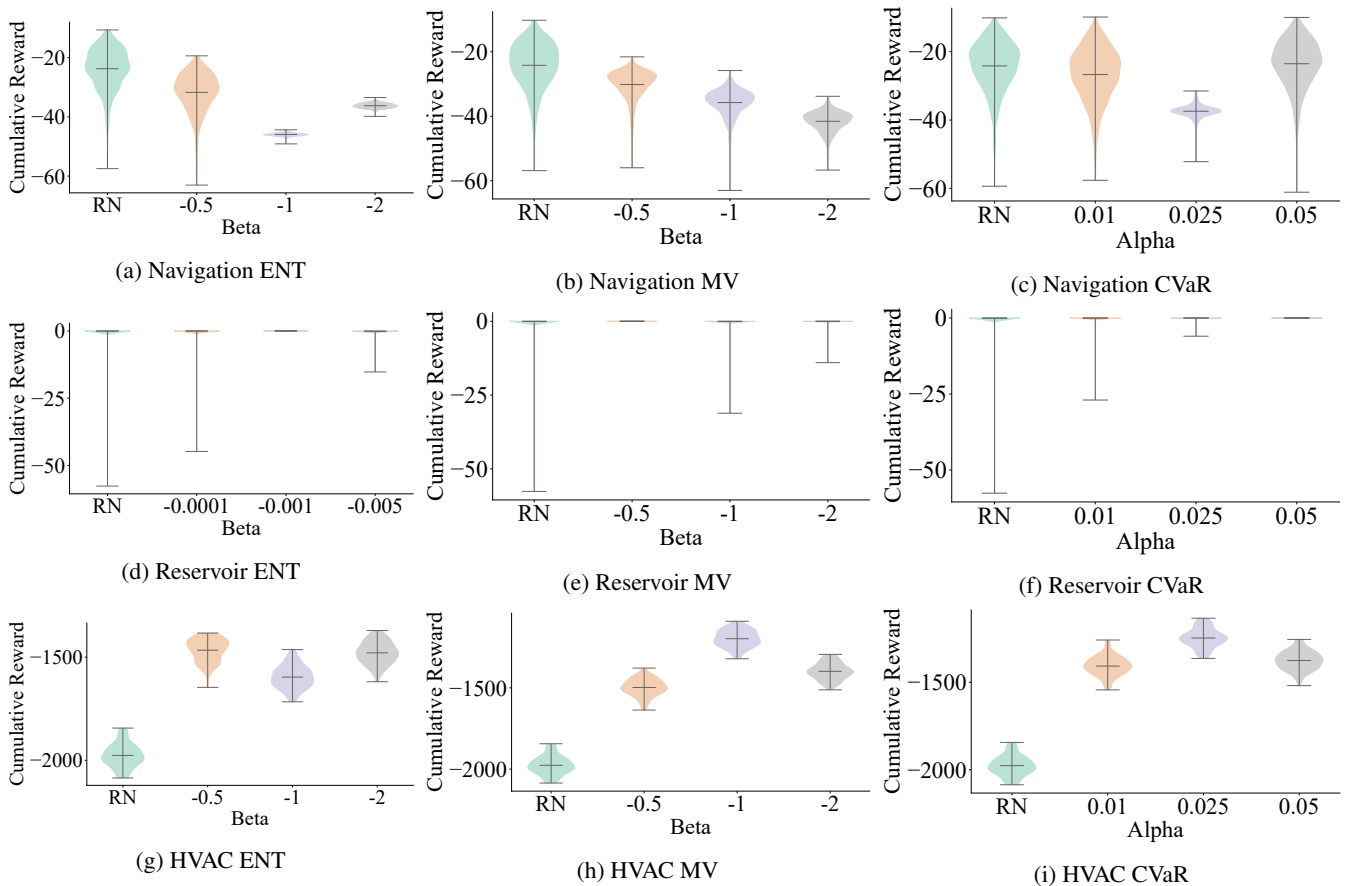 Cumulative Reward
−20
−40
−60
RN -0.5 -1 -2
Beta
(a) Navigation ENT
Cumulative Reward
−20
−40
−60
RN -0.5 -1 -2
Beta
(b) Navigation MV
Cumulative Reward
−20
−40
−60
RN 0.01 0.025 0.05
Alpha
(c) Navigation CVaR
Cumulative Reward
0
−25
−50
RN -0.0001 -0.001 -0.005
Beta
(d) Reservoir ENT
Cumulative Reward
0
−25
−50
RN -0.5 -1 -2
Beta
(e) Reservoir MV
Cumulative Reward
0
−25
−50
RN 0.01 0.025 0.05
Alpha
(f) Reservoir CVaR
Cumulative Reward
−1500
−2000
RN -0.5 -1 -2
Beta
(g) HVAC ENT
Cumulative Reward
−1500
−2000
RN -0.5 -1 -2
Beta
(h) HVAC MV
Cumulative Reward
−1500
−2000
RN 0.01 0.025 0.05
Alpha
(i) HVAC CVaR